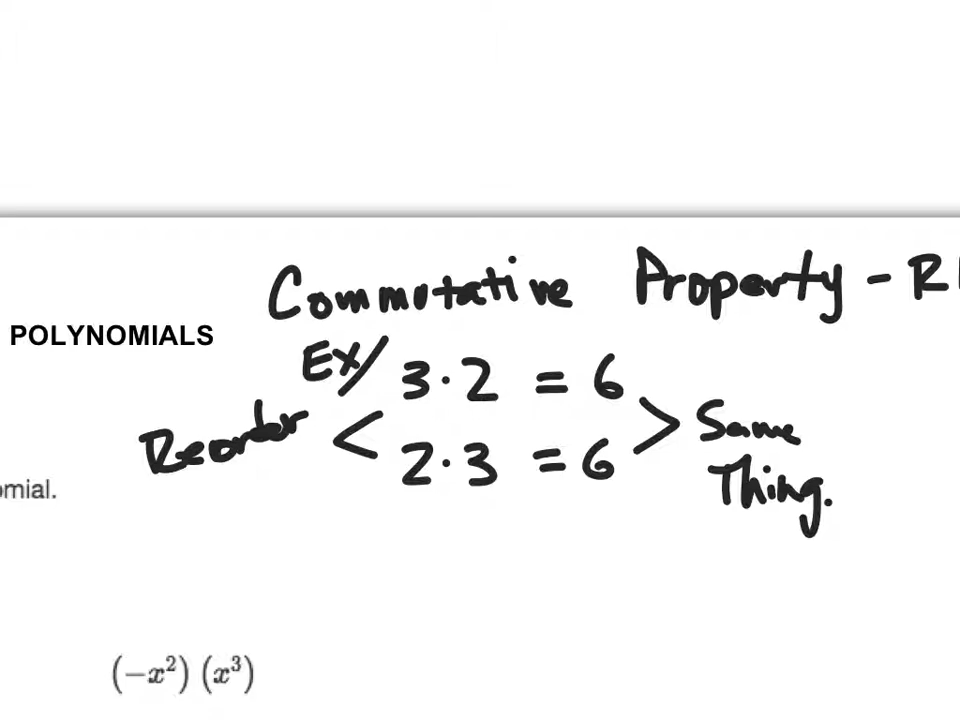 Commutative Property - R
POLYNOMIALS
Ex/ 3·2 = 6
Reorder < > Same
2·3 = 6
Thing.
omial.
(−x²) (x³)